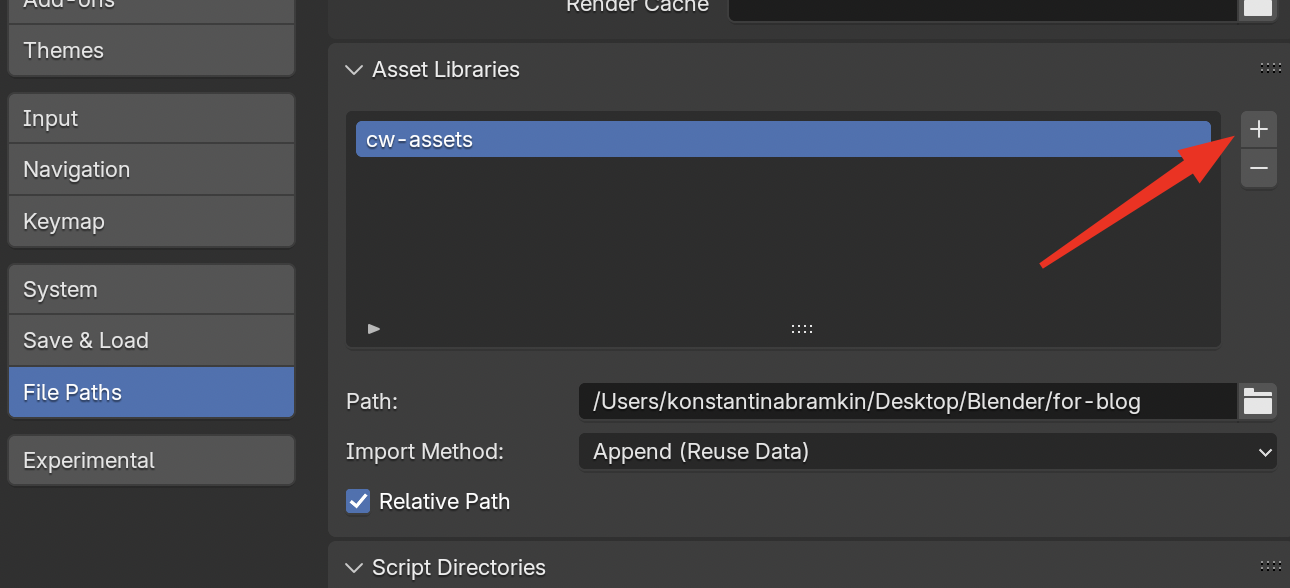 Add-ons
Themes
Input
Navigation
Keymap
System
Save & Load
File Paths
Experimental
Render Cache
Asset Libraries
cw-assets
Path:
/Users/konstantinabramkin/Desktop/Blender/for-blog
Import Method:
Append (Reuse Data)
Relative Path
Script Directories